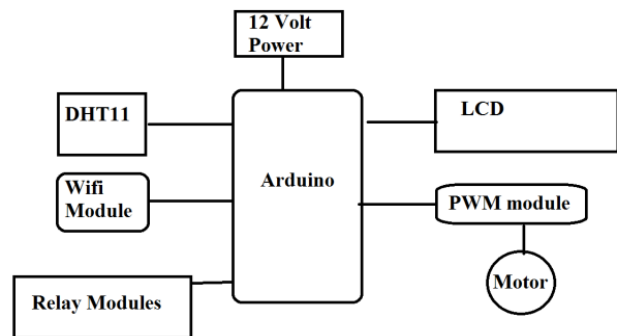 12 Volt
Power
DHT11
LCD
Wifi
Module
Arduino
PWM module
Relay Modules
Motor